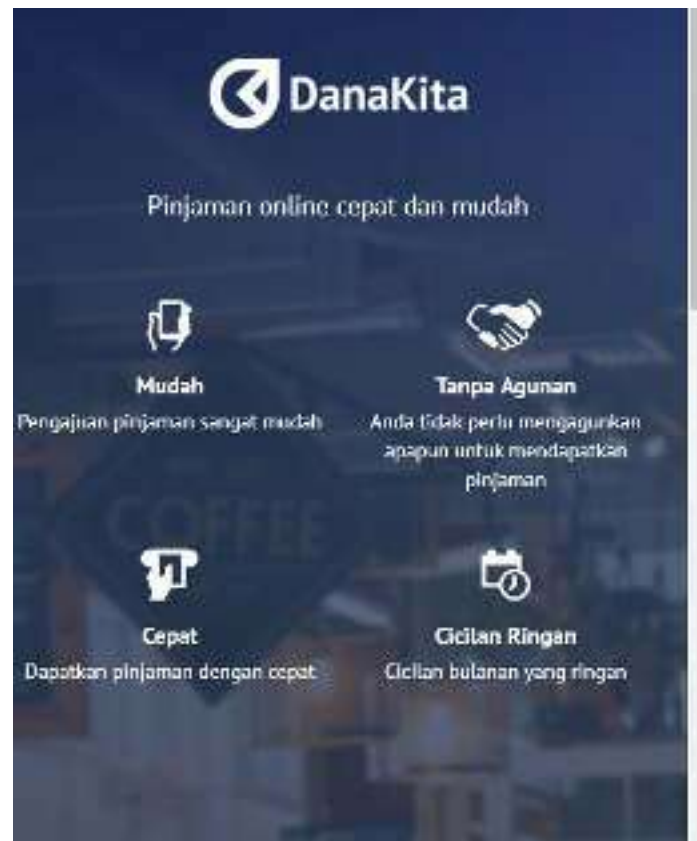 DanaKita
Pinjaman online cepat dan mudah
Mudah
Pengajuan pinjaman sangat mudah
Tanpa Agunan
Anda tidak perlu mengagunkan
apapun untuk mendapatkan
pinjaman
COFFEE
Cepat
Dapatkan pinjaman dengan cepat
Cicilan Ringan
Cicilan bulanan yang ringan